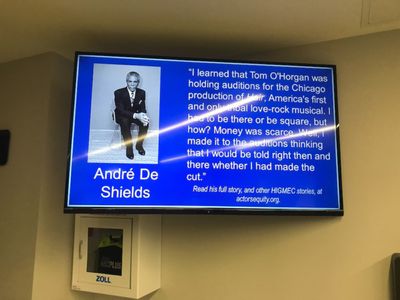 "I learned that Tom O'Horgan was
holding auditions for the Chicago
production of Hair, America's first
and only tribal love-rock musical. I
had to be there or be square, but
how? Money was scarce. Well, I
made it to the auditions thinking
that I would be told right then and
there whether I had made the
cut."
Read his full story, and other HIGMEC stories, at
actorsequity.org.
André De
Shields
ZOLL